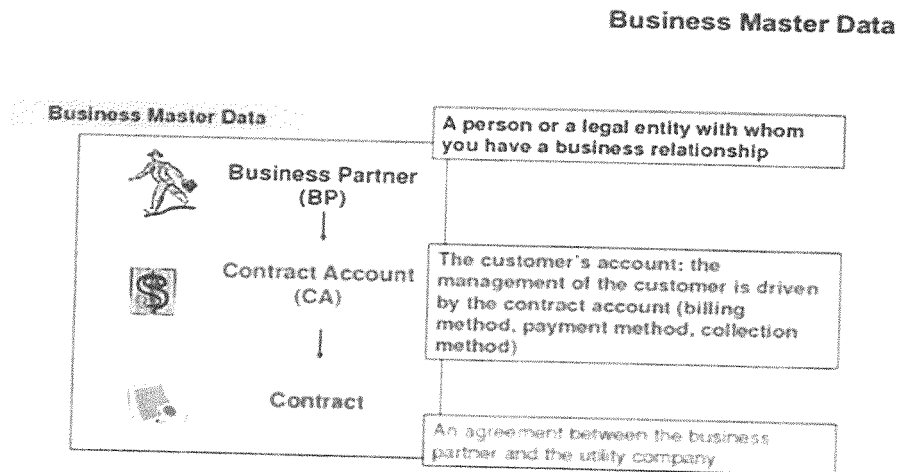 Business Master Data
Business Master Data
A person or a legal entity with whom
you have a business relationship
Business Partner
(BP)
Contract Account
(CA)
The customer's account: the
management of the customer is driven
by the contract account (billing
method, payment method, collection
method)
Contract
An agreement between the business
partner and the utility company